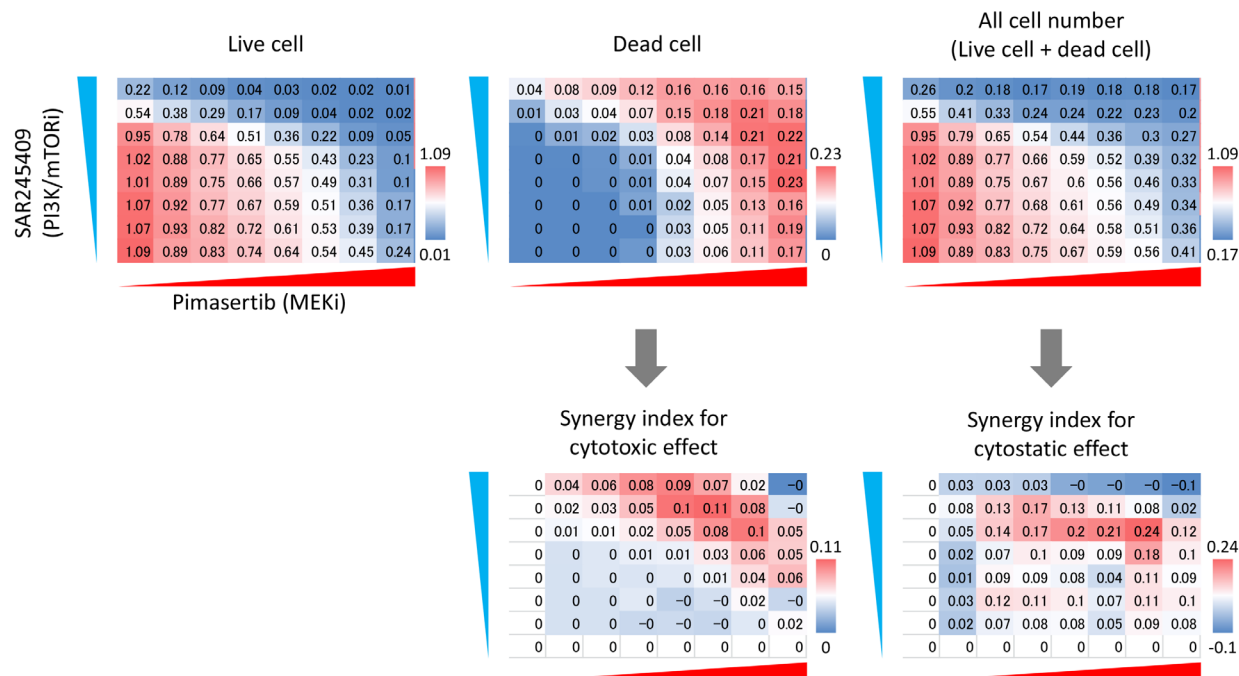 Live cell
Dead cell
All cell number
(Live cell + dead cell)
SAR245409
(PI3K/mTORi)
0.22 0.12 0.09 0.04 0.03 0.02 0.02 0.01
0.54 0.38 0.29 0.17 0.09 0.04 0.02 0.02
0.95 0.78 0.64 0.51 0.36 0.22 0.09 0.05
1.02 0.88 0.77 0.65 0.55 0.43 0.23 0.1
1.01 0.89 0.75 0.66 0.57 0.49 0.31 0.1
1.07 0.92 0.77 0.67 0.59 0.51 0.36 0.17
1.07 0.93 0.82 0.72 0.61 0.53 0.39 0.17
1.09 0.89 0.83 0.74 0.64 0.54 0.45 0.24
1.09
0.01
Pimasertib (MEKi)
0.04 0.08 0.09 0.12 0.16 0.16 0.16 0.15
0.01 0.03 0.04 0.07 0.15 0.18 0.21 0.18
0 0.01 0.02 0.03 0.08 0.14 0.21 0.22
0 0 0 0.01 0.04 0.08 0.17 0.21
0 0 0 0.01 0.04 0.07 0.15 0.23
0 0 0 0.01 0.02 0.05 0.13 0.16
0 0 0 0 0.03 0.05 0.11 0.19
0 0 0 0 0.03 0.06 0.11 0.17
0.23
0
0.26 0.2 0.18 0.17 0.19 0.18 0.18 0.17
0.55 0.41 0.33 0.24 0.24 0.22 0.23 0.2
0.95 0.79 0.65 0.54 0.44 0.36 0.3 0.27
1.02 0.89 0.77 0.66 0.59 0.52 0.39 0.32
1.01 0.89 0.75 0.67 0.6 0.56 0.46 0.33
1.07 0.92 0.77 0.68 0.61 0.56 0.49 0.34
1.07 0.93 0.82 0.72 0.64 0.58 0.51 0.36
1.09 0.89 0.83 0.75 0.67 0.59 0.56 0.41
1.09
0.17
Synergy index for
cytotoxic effect
0 0.04 0.06 0.08 0.09 0.07 0.02 −0
0 0.02 0.03 0.05 0.1 0.11 0.08 −0
0 0.01 0.01 0.02 0.05 0.08 0.1 0.05
0 0 0 0.01 0.01 0.03 0.06 0.05
0 0 0 0 0 0.01 0.04 0.06
0 0 0 0 −0 −0 0.02 −0
0 0 0 −0 −0 −0 0 0.02
0 0 0 0 0 0 0 0
0.11
0
Synergy index for
cytostatic effect
0 0.03 0.03 0.03 −0 −0 −0 −0.1
0 0.08 0.13 0.17 0.13 0.11 0.08 0.02
0 0.05 0.14 0.17 0.2 0.21 0.24 0.12
0 0.02 0.07 0.1 0.09 0.09 0.18 0.1
0 0.01 0.09 0.09 0.08 0.04 0.11 0.09
0 0.03 0.12 0.11 0.1 0.07 0.11 0.1
0 0.02 0.07 0.08 0.08 0.05 0.09 0.08
0 0 0 0 0 0 0 0
0.24
-0.1